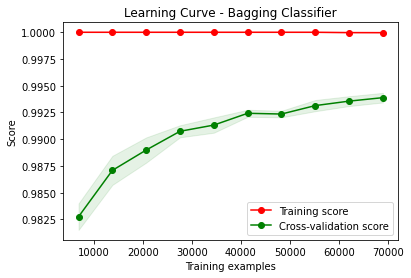 Learning Curve - Bagging Classifier
1.0000
0.9975
0.9950
0.9925
0.9900
0.9875
0.9850
0.9825
Score
Training score
Cross-validation score
10000 20000 30000 40000 50000 60000 70000
Training examples